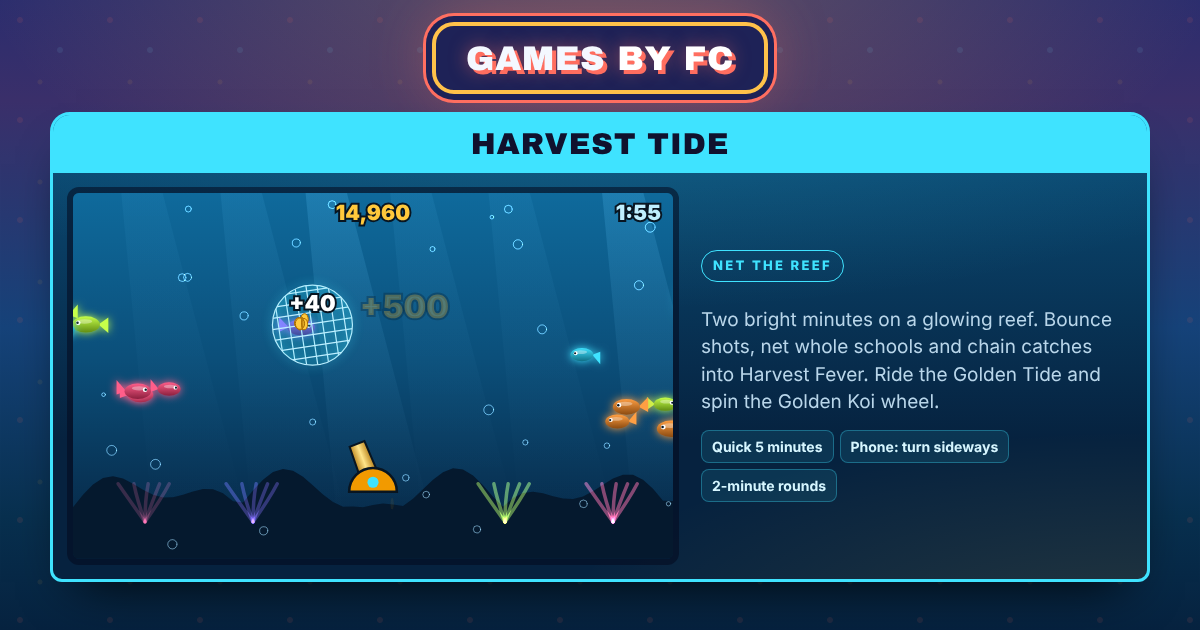 GAMES BY FC
HARVEST TIDE
14,960
1:55
+40
+500
NET THE REEF
Two bright minutes on a glowing reef. Bounce
shots, net whole schools and chain catches
into Harvest Fever. Ride the Golden Tide and
spin the Golden Koi wheel.
Quick 5 minutes
Phone: turn sideways
2-minute rounds